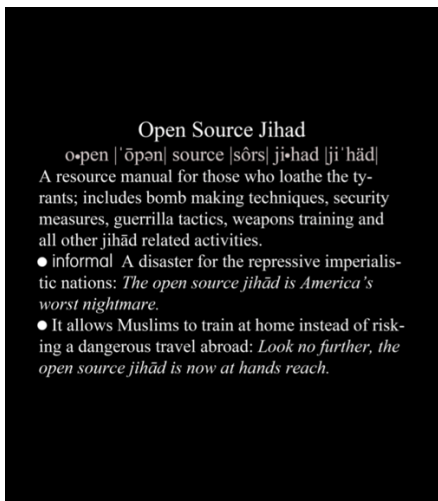 Open Source Jihad
o•pen |ˈōpən| source |sôrs| ji•had |jiˈhäd|
A resource manual for those who loathe the ty-
rants; includes bomb making techniques, security
measures, guerrilla tactics, weapons training and
all other jihād related activities.
● informal A disaster for the repressive imperialis-
tic nations: The open source jihād is America’s
worst nightmare.
● It allows Muslims to train at home instead of risk-
ing a dangerous travel abroad: Look no further, the
open source jihād is now at hands reach.